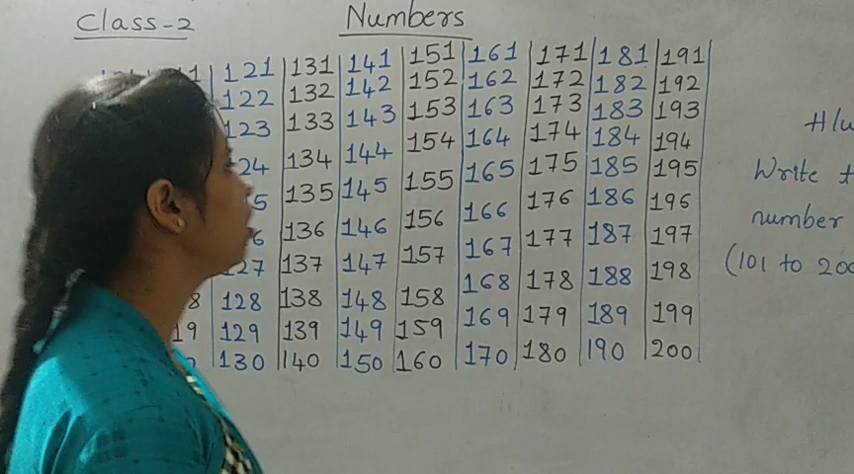 Class-2
Numbers
121 131 141 151 161 171 181 191
122 132 142 152 162 172 182 192
123 133 143 153 163 173 183 193
134 144 154 164 174 184 194
135 145 155 165 175 185 195
136 146 156 166 176 186 196
137 147 157 167 177 187 197
128 138 148 158 168 178 188 198
129 139 149 159 169 179 189 199
130 140 150 160 170 180 190 200
Write
number
(101 to